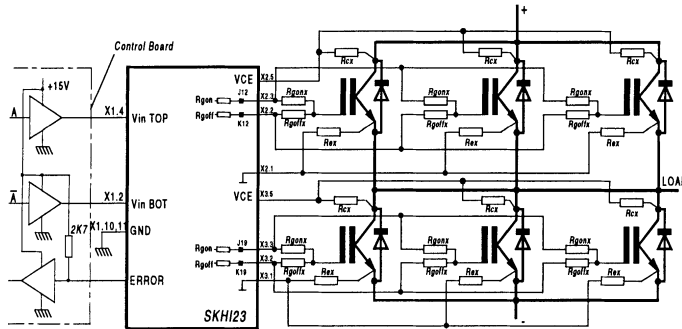 +
Control Board
+15V
A
X1.4
Vin TOP
VCE
X2.5
Rgon
J12
X2.3
Rgoff
K12
X2.2
X2.1
Rcx
Rcx
Rcx
Rgonx
Rgonx
Rgonx
Rgoffx
Rgoffx
Rgoffx
Rex
Rex
Rex
A
X1.2
Vin BOT
VCE
X3.5
LOA
2K7
X1.10,11
GND
Rgon
J19
X3.3
Rgoff
K19
X3.2
X3.1
Rcx
Rcx
Rcx
Rgonx
Rgonx
Rgonx
Rgoffx
Rgoffx
Rgoffx
Rex
Rex
Rex
ERROR
SKHI23
-